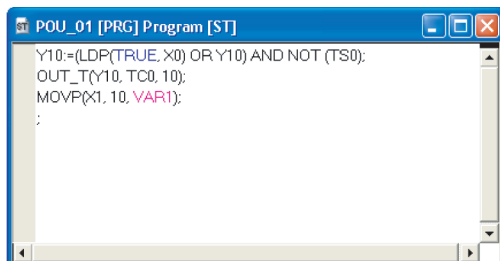 ST POU_01 [PRG] Program [ST]
Y10:=(LDP(TRUE, X0) OR Y10) AND NOT (TS0);
OUT_T(Y10, TC0, 10);
MOVP(X1, 10, VAR1);
;